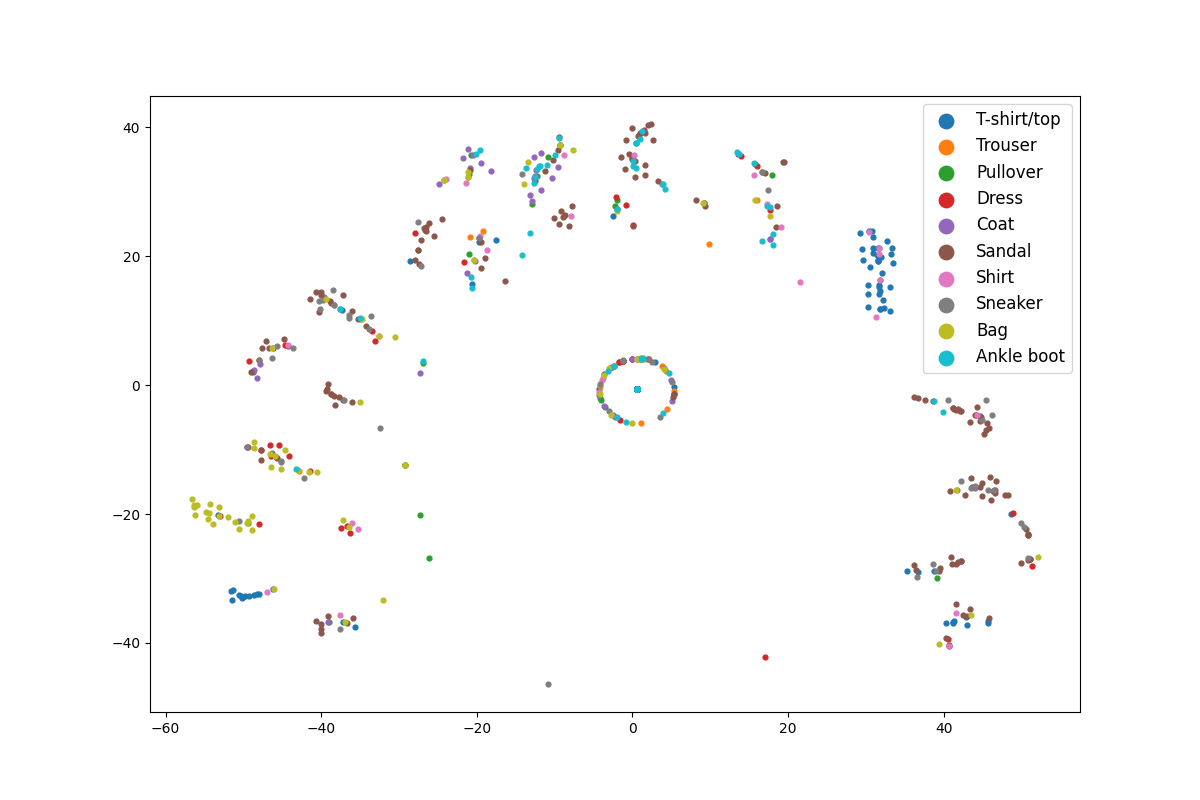 40
20
0
−20
−40
−60
−40
−20
0
20
40
T-shirt/top
Trouser
Pullover
Dress
Coat
Sandal
Shirt
Sneaker
Bag
Ankle boot